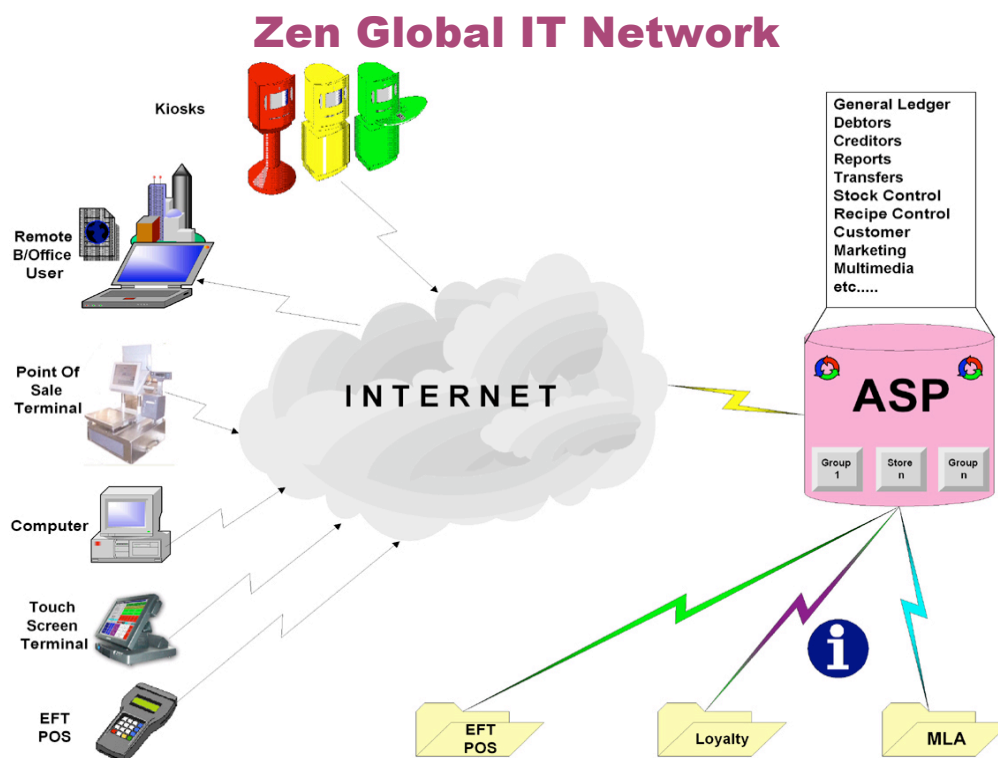 Zen Global IT Network
Kiosks
General Ledger
Debtors
Creditors
Reports
Transfers
Stock Control
Recipe Control
Customer
Marketing
Multimedia
etc.....
Remote
B/Office
User
Point Of
Sale
Terminal
INTERNET
ASP
Group
1
Store
n
Group
n
Computer
Touch
Screen
Terminal
EFT
POS
EFT
POS
Loyalty
MLA